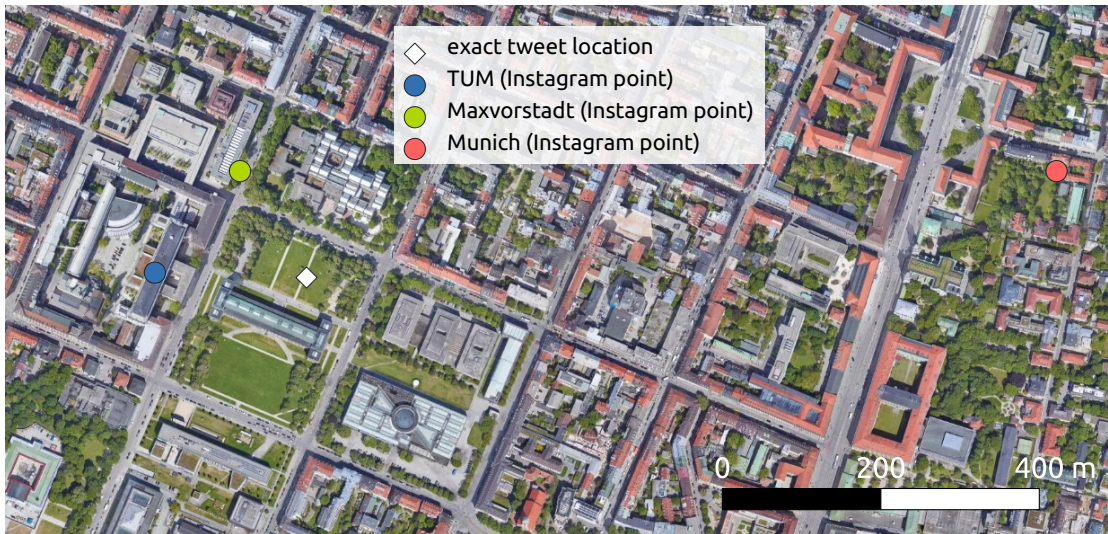 exact tweet location
TUM (Instagram point)
Maxvorstadt (Instagram point)
Munich (Instagram point)
0 200 400 m